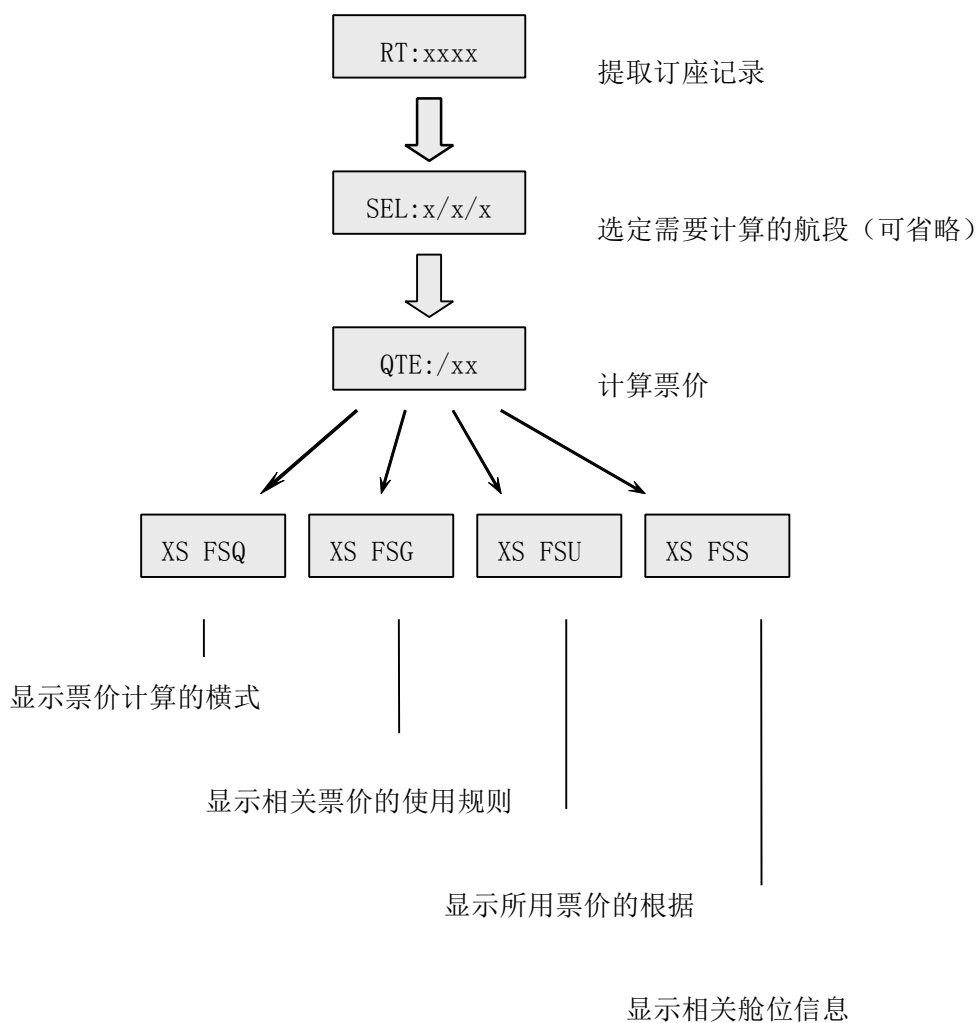 RT:xxxx
提取订座记录
SEL:x/x/x
选定需要计算的航段（可省略）
QTE:/xx
计算票价
XS FSQ
XS FSG
XS FSU
XS FSS
显示票价计算的横式
显示相关票价的使用规则
显示所用票价的根据
显示相关舱位信息